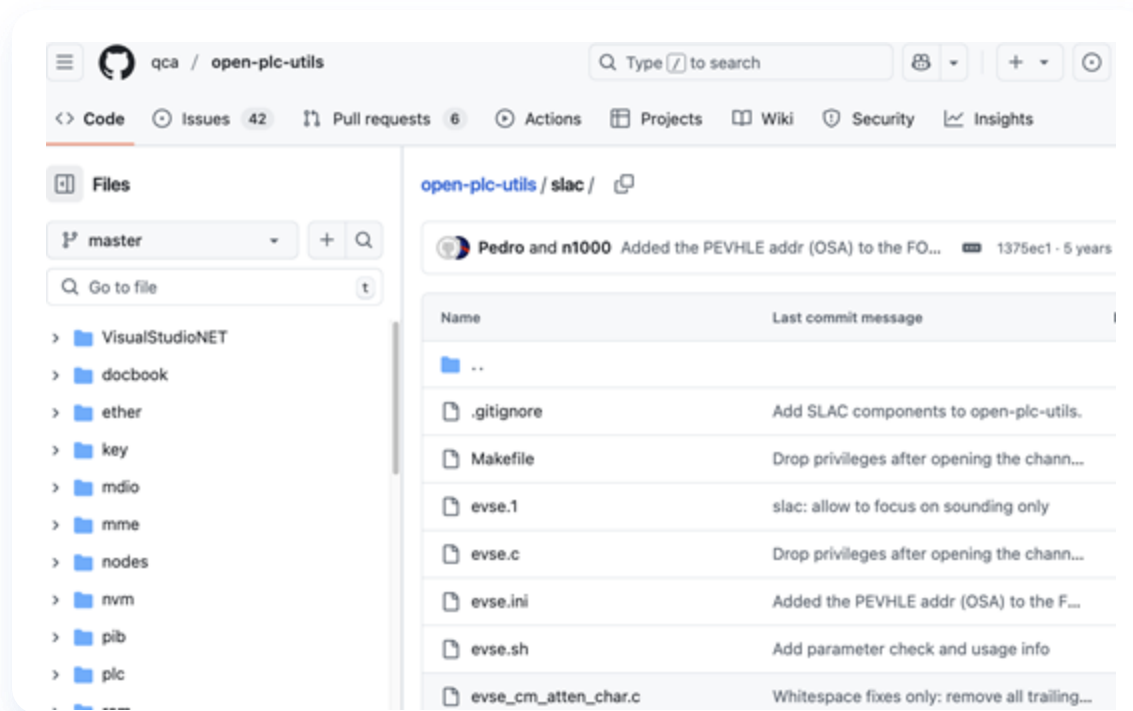 qca / open-plc-utils
Type / to search
Code Issues 42 Pull requests 6 Actions Projects Wiki Security Insights
Files
master
Go to file t
VisualStudioNET
docbook
ether
key
mdio
mme
nodes
nvm
pib
plc
open-plc-utils / slac /
Pedro and n1000 Added the PEVHLE addr (OSA) to the FO... 1375ec1 · 5 years
Name Last commit message
..
.gitignore Add SLAC components to open-plc-utils.
Makefile Drop privileges after opening the chann...
evse.1 slac: allow to focus on sounding only
evse.c Drop privileges after opening the chann...
evse.ini Added the PEVHLE addr (OSA) to the F...
evse.sh Add parameter check and usage info
evse_cm_atten_char.c Whitespace fixes only: remove all trailing...